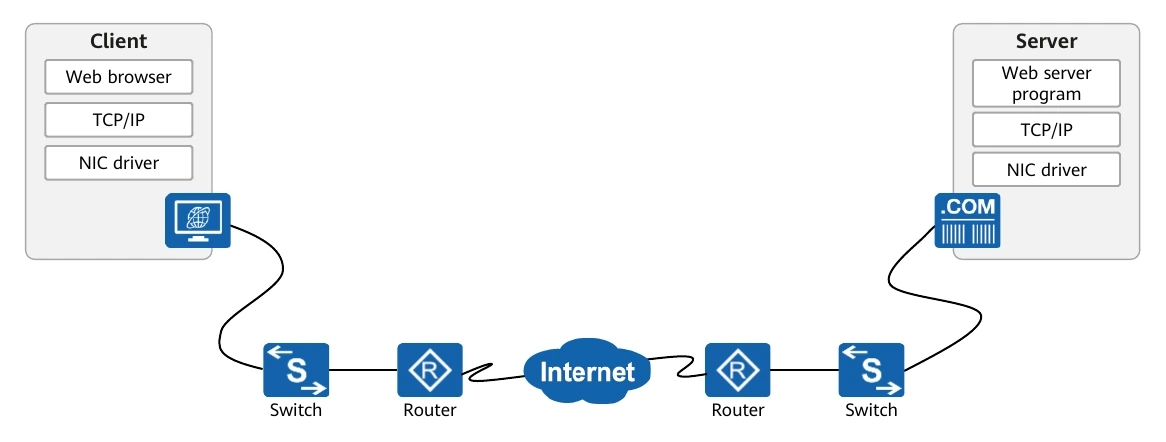 Client
Web browser
TCP/IP
NIC driver
Server
Web server
program
TCP/IP
NIC driver
.COM
S
Switch
R
Router
Internet
R
Router
S
Switch